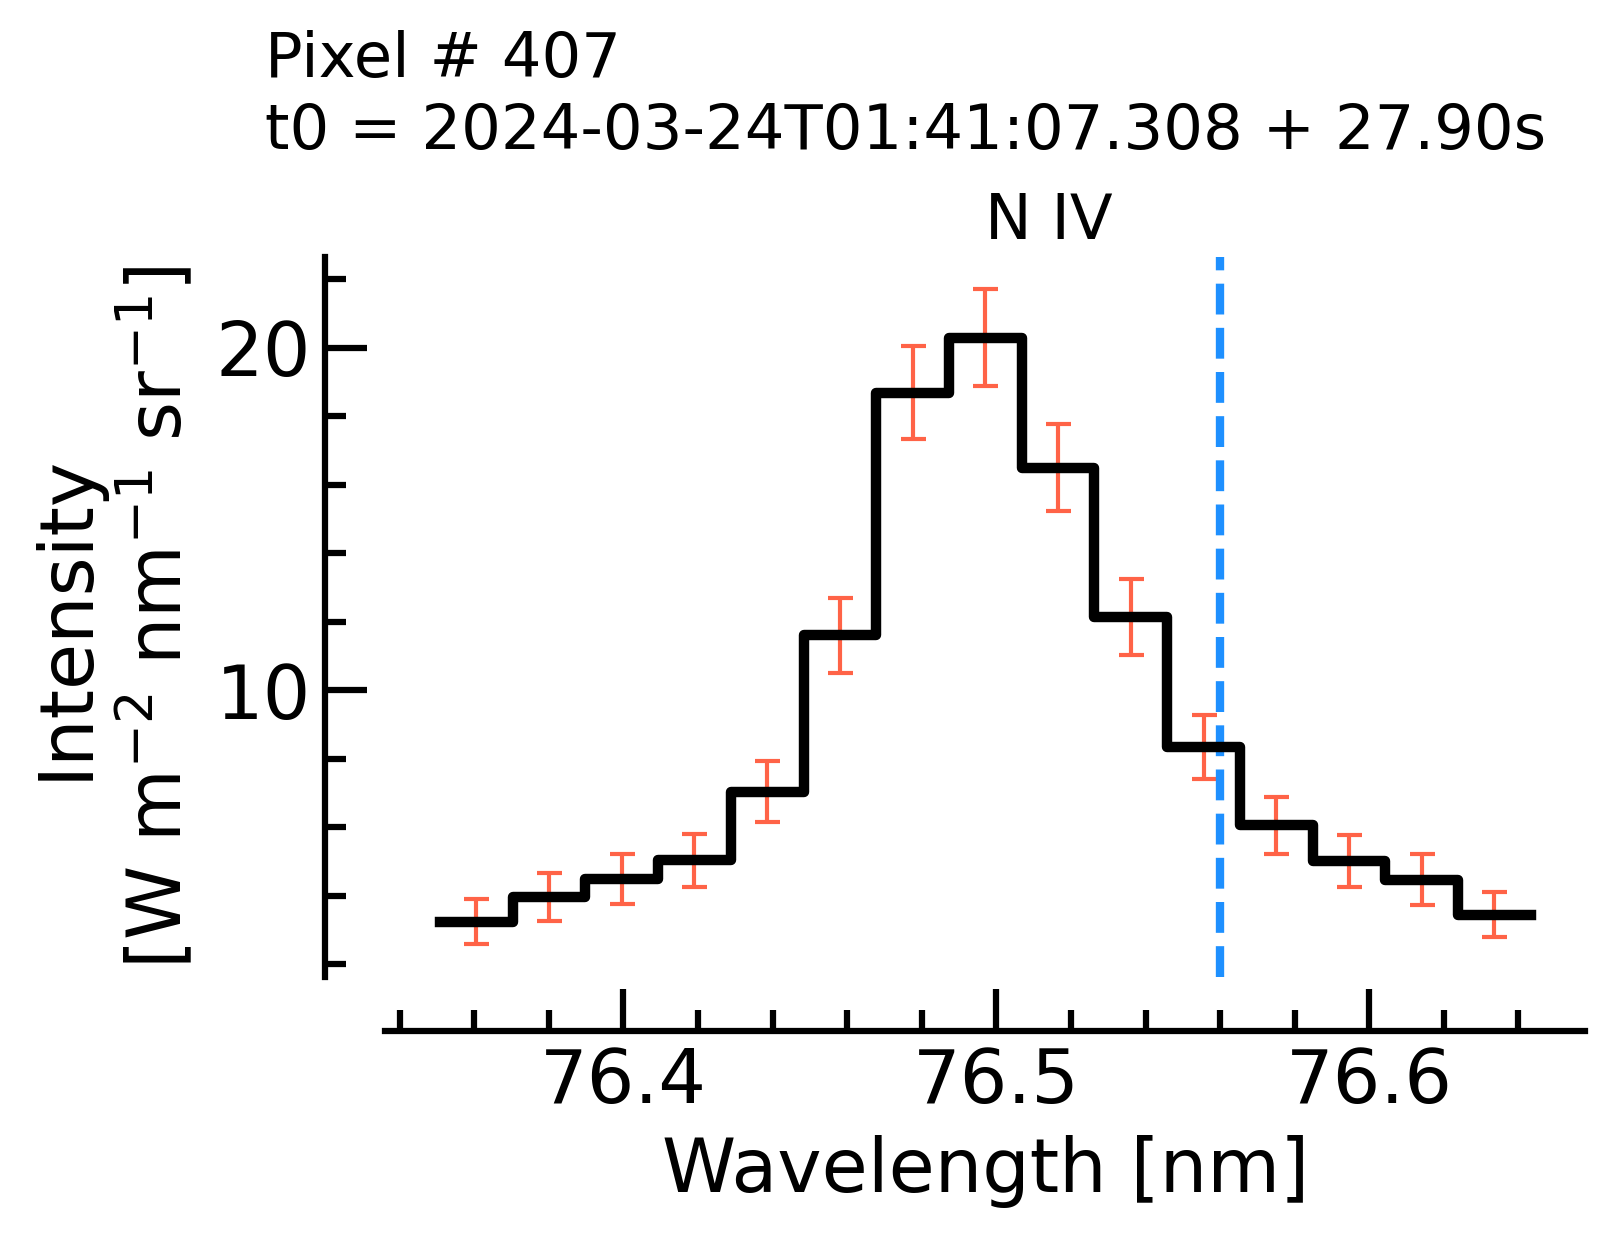 Pixel # 407
t0 = 2024-03-24T01:41:07.308 + 27.90s
N IV
Intensity
[W m⁻² nm⁻¹ sr⁻¹]
20
10
76.4 76.5 76.6
Wavelength [nm]